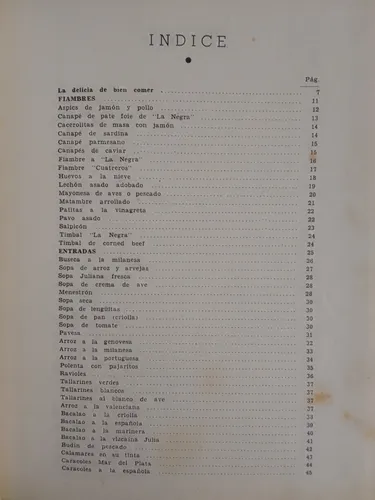 INDICE
Pág.
La delicia de bien comer 7
FIAMBRES 11
Aspics de jamón y pollo 12
Canapé de pate foie de "La Negra" 13
Cacerolitas de masa con jamón 14
Canapé de sardina 14
Canapé parmesano 15
Canapés de caviar 15
Fiambre a "La Negra" 16
Fiambre "Cuatreros" 17
Huevos a la nieve 18
Lechón asado adobado 19
Mayonesa de aves o pescado 20
Matambre arrollado 21
Patitas a la vinagreta 22
Pavo asado 22
Salpicón 23
Timbal "La Negra" 24
Timbal de corned beef 24
ENTRADAS 25
Buseca a la milanesa 26
Sopa de arroz y arvejas 27
Sopa Juliana fresca 28
Sopa de crema de ave 28
Menestrón 28
Sopa seca 30
Sopa de lengüitas 30
Sopa de pan (criolla) 30
Sopa de tomate 30
Pavesa 31
Arroz a la genovesa 32
Arroz a la milanesa 33
Arroz a la portuguesa 34
Polenta con pajaritos 35
Ravioles 36
Tallarines verdes 37
Tallarines blancos 37
Tallarines al blanco de ave 37
Arroz a la valenciana 37
Bacalao a la criolla 38
Bacalao a la española 39
Bacalao a la marinera 40
Bacalao a la vizcaína Julia 41
Budín de pescado 42
Calamares en su tinta 43
Caracoles Mar del Plata 44
Caracoles a la española 45